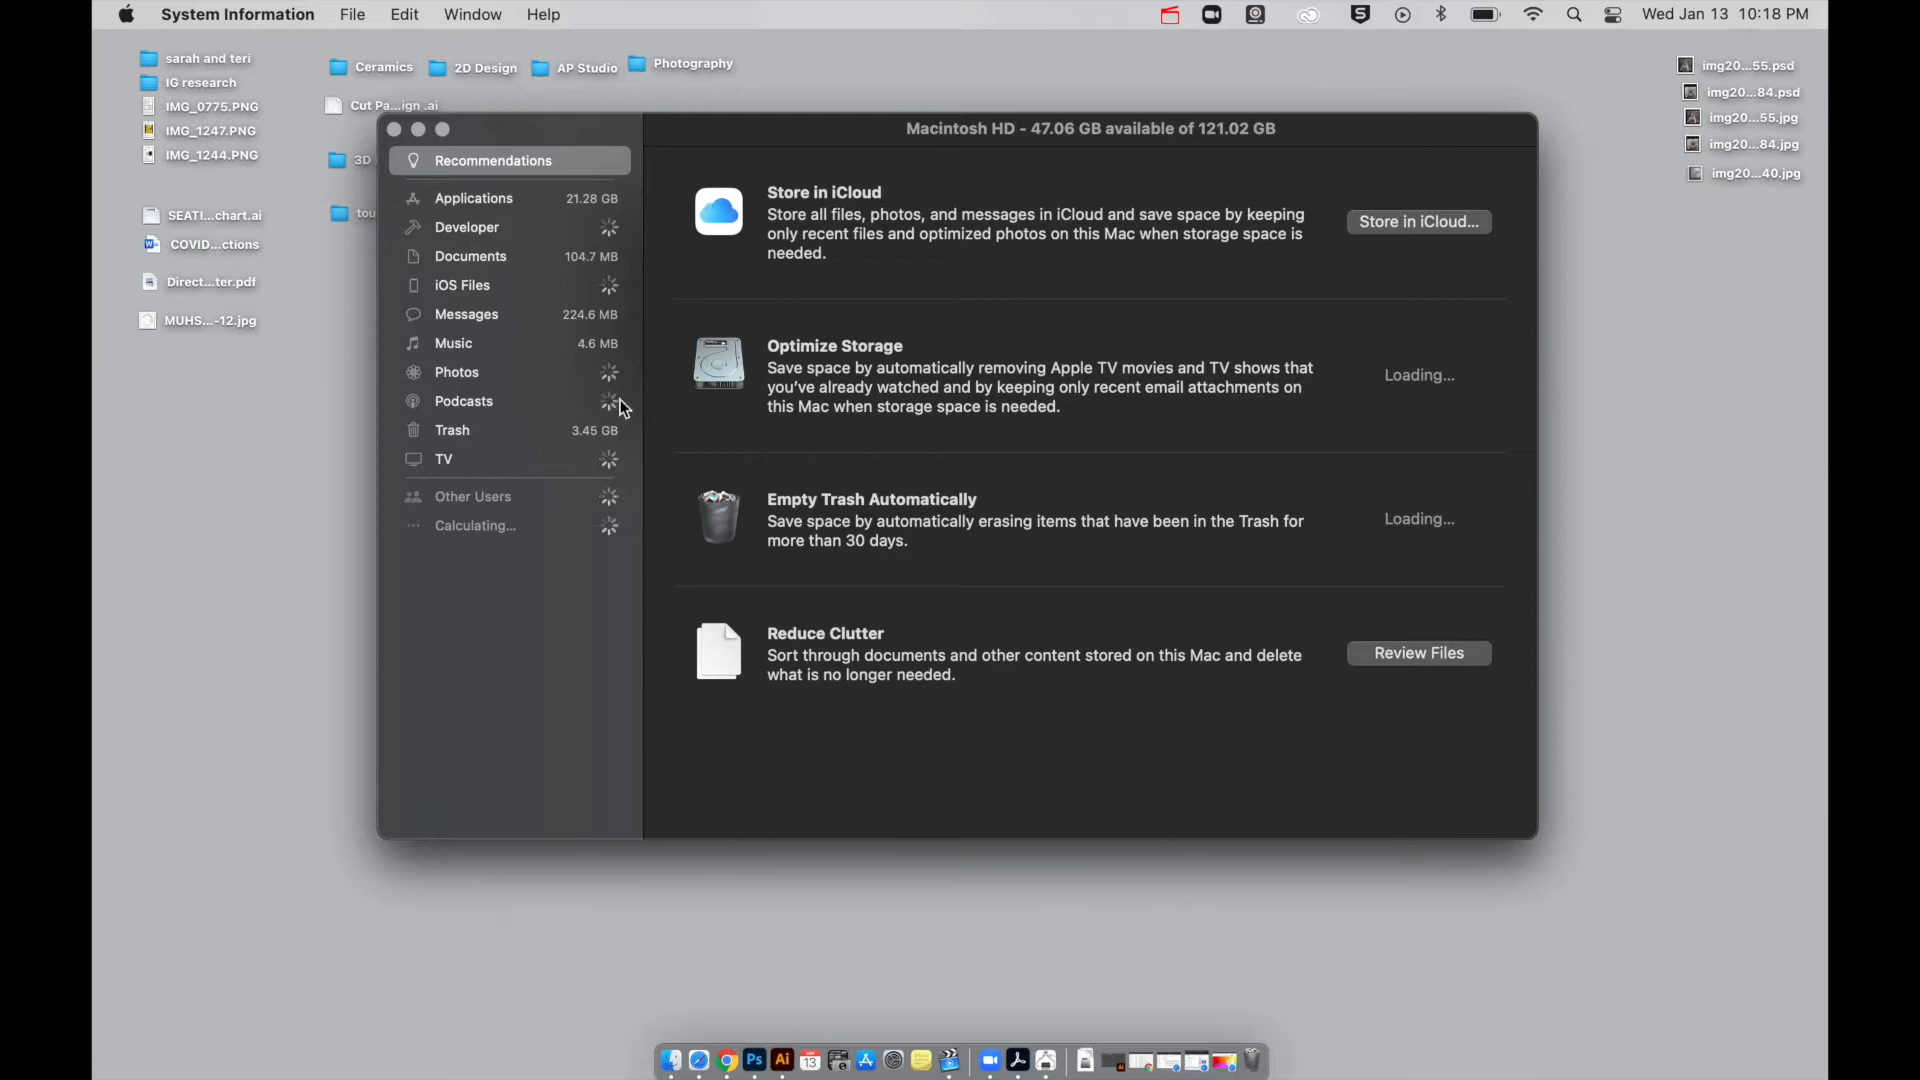 System Information File Edit Window Help
Wed Jan 13 10:18 PM
sarah and teri
IG research
IMG_0775.PNG
IMG_1247.PNG
IMG_1244.PNG
SEATI...chart.ai
COVID...ctions
Direct...ter.pdf
MUHS...-12.jpg
Ceramics
2D Design
AP Studio
Photography
Cut Pa...ign .ai
3D
tou
img20...55.psd
img20...84.psd
img20...55.jpg
img20...84.jpg
img20...40.jpg
Macintosh HD - 47.06 GB available of 121.02 GB
Recommendations
Applications 21.28 GB
Developer
Documents 104.7 MB
iOS Files
Messages 224.6 MB
Music 4.6 MB
Photos
Podcasts
Trash 3.45 GB
TV
Other Users
Calculating...
Store in iCloud
Store all files, photos, and messages in iCloud and save space by keeping
only recent files and optimized photos on this Mac when storage space is
needed.
Store in iCloud...
Optimize Storage
Save space by automatically removing Apple TV movies and TV shows that
you've already watched and by keeping only recent email attachments on
this Mac when storage space is needed.
Loading...
Empty Trash Automatically
Save space by automatically erasing items that have been in the Trash for
more than 30 days.
Loading...
Reduce Clutter
Sort through documents and other content stored on this Mac and delete
what is no longer needed.
Review Files
Ps Ai 13